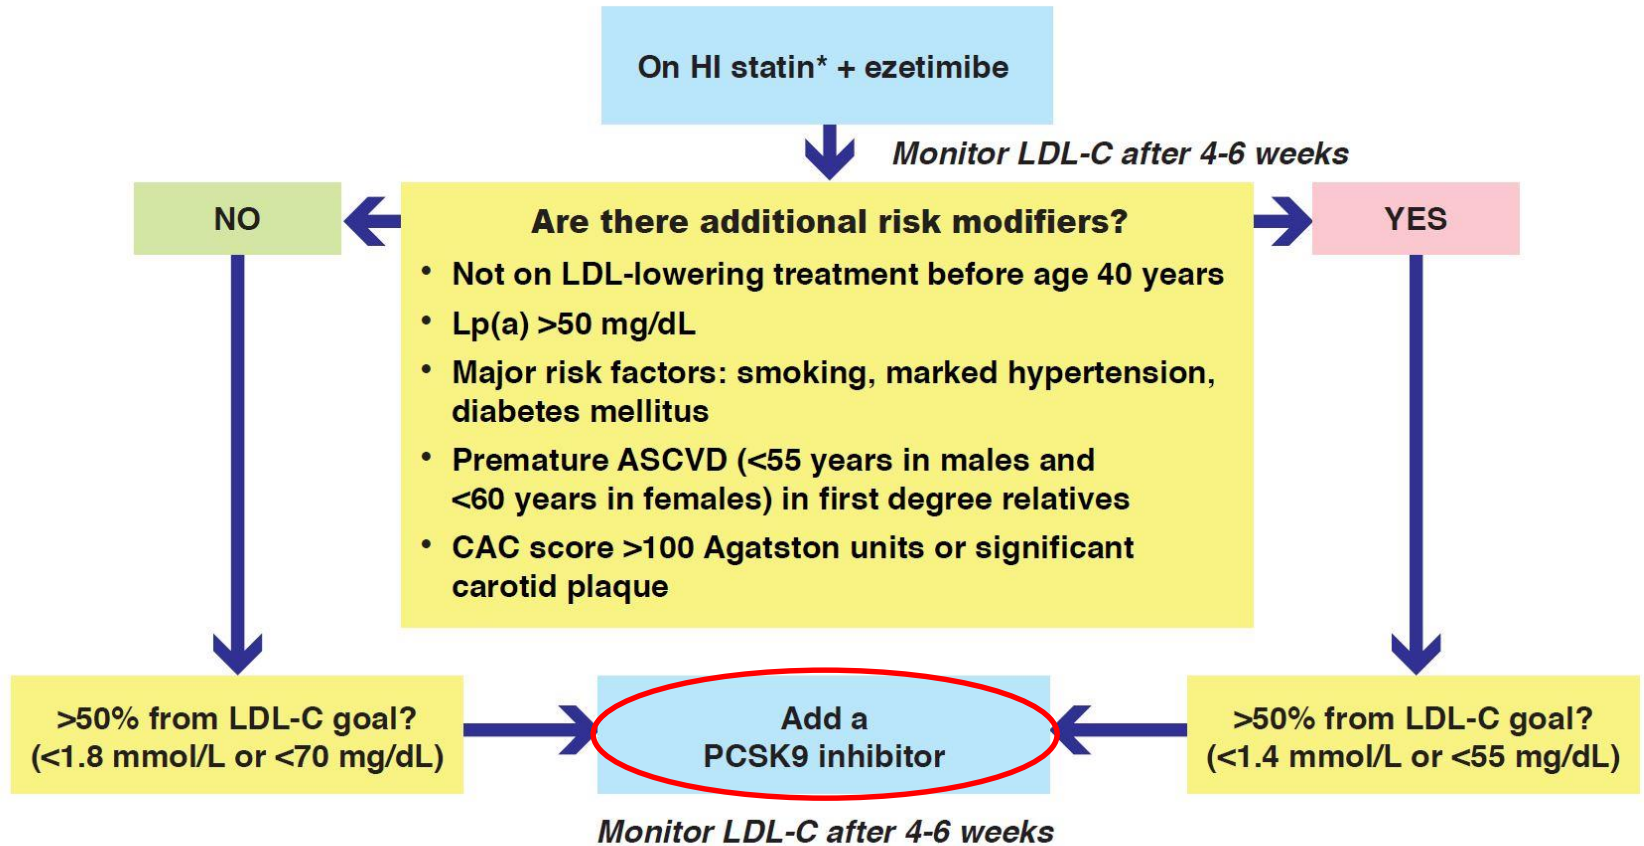 On HI statin* + ezetimibe
Monitor LDL-C after 4-6 weeks
NO
Are there additional risk modifiers?
YES
• Not on LDL-lowering treatment before age 40 years
• Lp(a) >50 mg/dL
• Major risk factors: smoking, marked hypertension,
diabetes mellitus
• Premature ASCVD (<55 years in males and
<60 years in females) in first degree relatives
• CAC score >100 Agatston units or significant
carotid plaque
>50% from LDL-C goal?
(<1.8 mmol/L or <70 mg/dL)
Add a
PCSK9 inhibitor
>50% from LDL-C goal?
(<1.4 mmol/L or <55 mg/dL)
Monitor LDL-C after 4-6 weeks